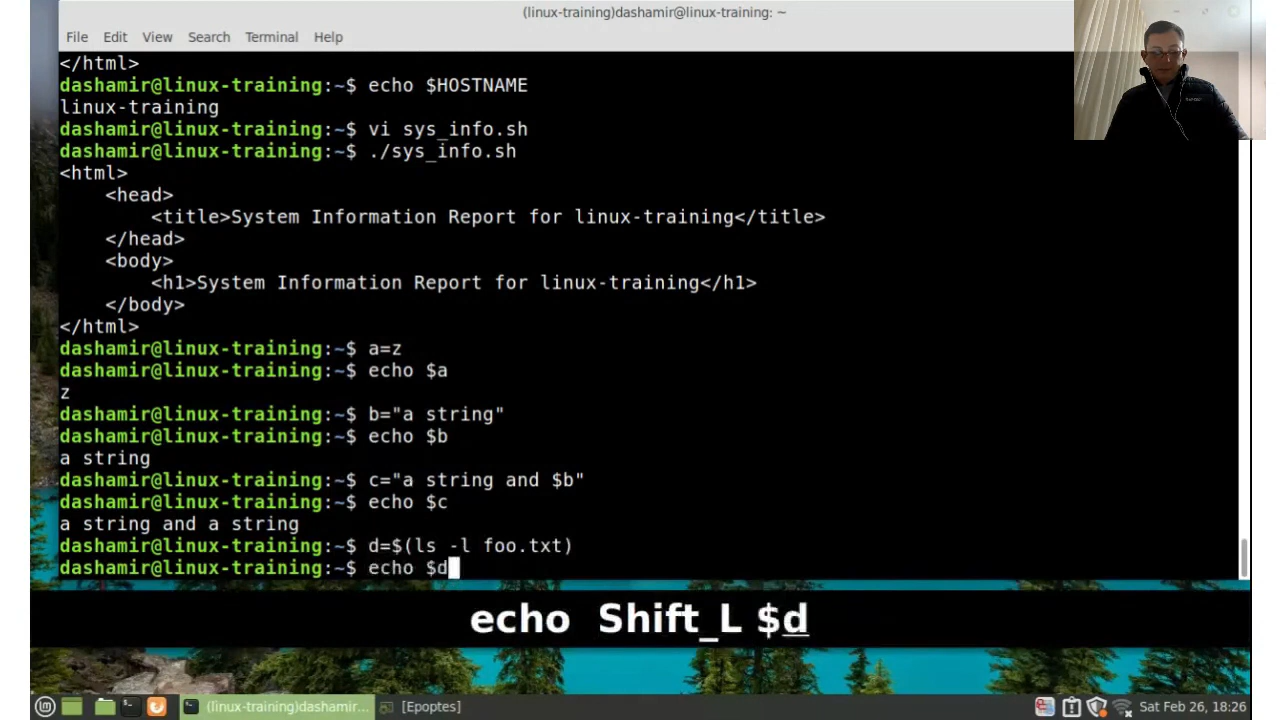 (linux-training)dashamir@linux-training: ~
File Edit View Search Terminal Help
</html>
dashamir@linux-training:~$ echo $HOSTNAME
linux-training
dashamir@linux-training:~$ vi sys_info.sh
dashamir@linux-training:~$ ./sys_info.sh
<html>
    <head>
        <title>System Information Report for linux-training</title>
    </head>
    <body>
        <h1>System Information Report for linux-training</h1>
    </body>
</html>
dashamir@linux-training:~$ a=z
dashamir@linux-training:~$ echo $a
z
dashamir@linux-training:~$ b="a string"
dashamir@linux-training:~$ echo $b
a string
dashamir@linux-training:~$ c="a string and $b"
dashamir@linux-training:~$ echo $c
a string and a string
dashamir@linux-training:~$ d=$(ls -l foo.txt)
dashamir@linux-training:~$ echo $d
echo Shift_L $d
(linux-training)dashamir... [Epoptes] Sat Feb 26, 18:26